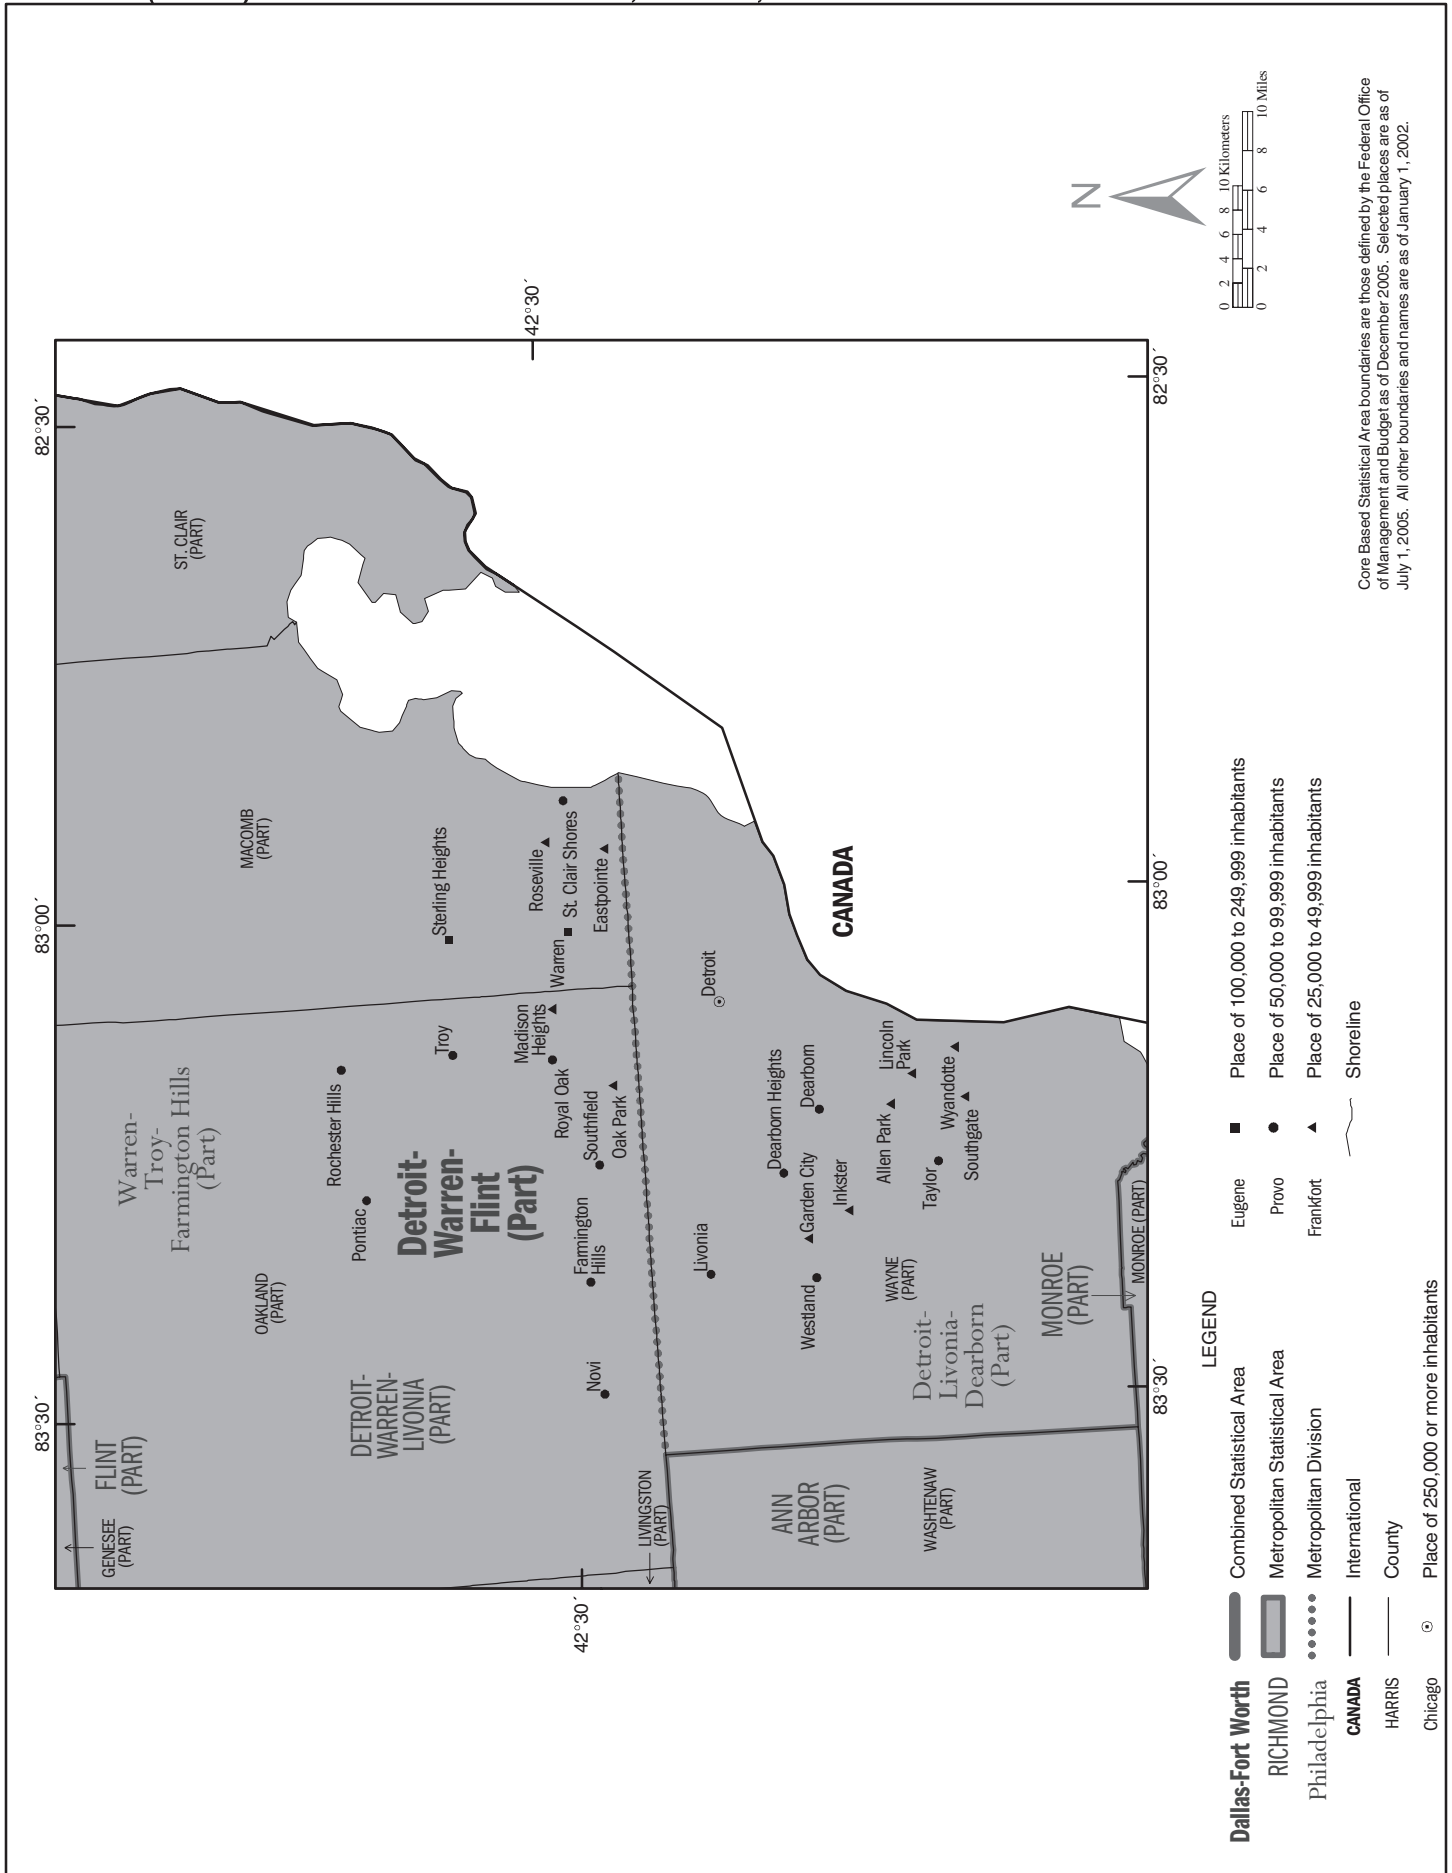 82°30´
83°00´
83°30´
FLINT
(PART)
GENESEE
(PART)
ST. CLAIR
(PART)
MACOMB
(PART)
Warren-
Troy-
Farmington Hills
(Part)
OAKLAND
(PART)
Rochester Hills
Pontiac
DETROIT-
WARREN-
LIVONIA
(PART)
Detroit-
Warren-
Flint
(Part)
Sterling Heights
Troy
Roseville
St. Clair Shores
Warren
Eastpointe
Madison
Heights
Royal Oak
Southfield
Oak Park
Farmington
Hills
Novi
LIVINGSTON
(PART)
42°30´
42°30´
Detroit
Livonia
Dearborn Heights
Dearborn
Garden City
Westland
Inkster
Allen Park
Lincoln
Park
Taylor
Wyandotte
Southgate
WAYNE
(PART)
Detroit-
Livonia-
Dearborn
(Part)
ANN
ARBOR
(PART)
WASHTENAW
(PART)
MONROE
(PART)
MONROE (PART)
CANADA
82°30´
83°00´
83°30´
N
0 2 4 6 8 10 Kilometers
0 2 4 6 8 10 Miles
LEGEND
Dallas-Fort Worth Combined Statistical Area
RICHMOND Metropolitan Statistical Area
Philadelphia Metropolitan Division
CANADA International
HARRIS County
Chicago Place of 250,000 or more inhabitants
Eugene Place of 100,000 to 249,999 inhabitants
Provo Place of 50,000 to 99,999 inhabitants
Frankfort Place of 25,000 to 49,999 inhabitants
Shoreline
Core Based Statistical Area boundaries are those defined by the Federal Office
of Management and Budget as of December 2005. Selected places are as of
July 1, 2005. All other boundaries and names are as of January 1, 2002.